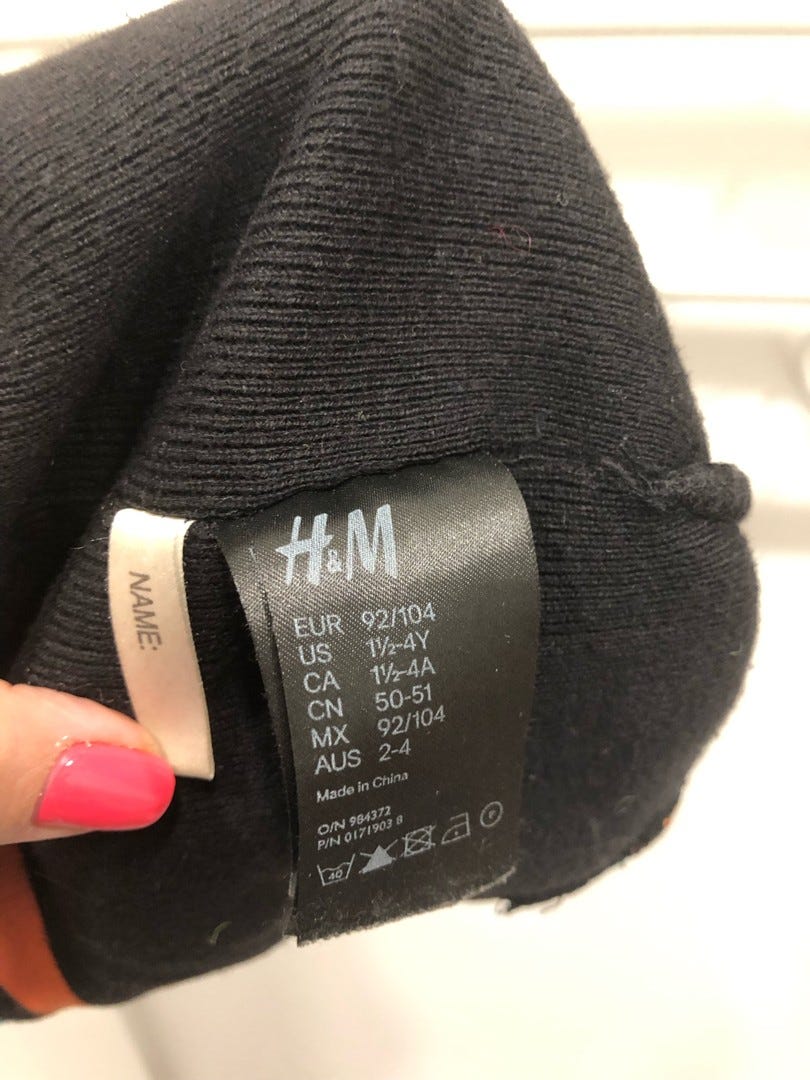 NAME:
H&M
EUR 92/104
US 1½-4Y
CA 1½-4A
CN 50-51
MX 92/104
AUS 2-4
Made in China
O/N 984372
P/N 0171903 8
40